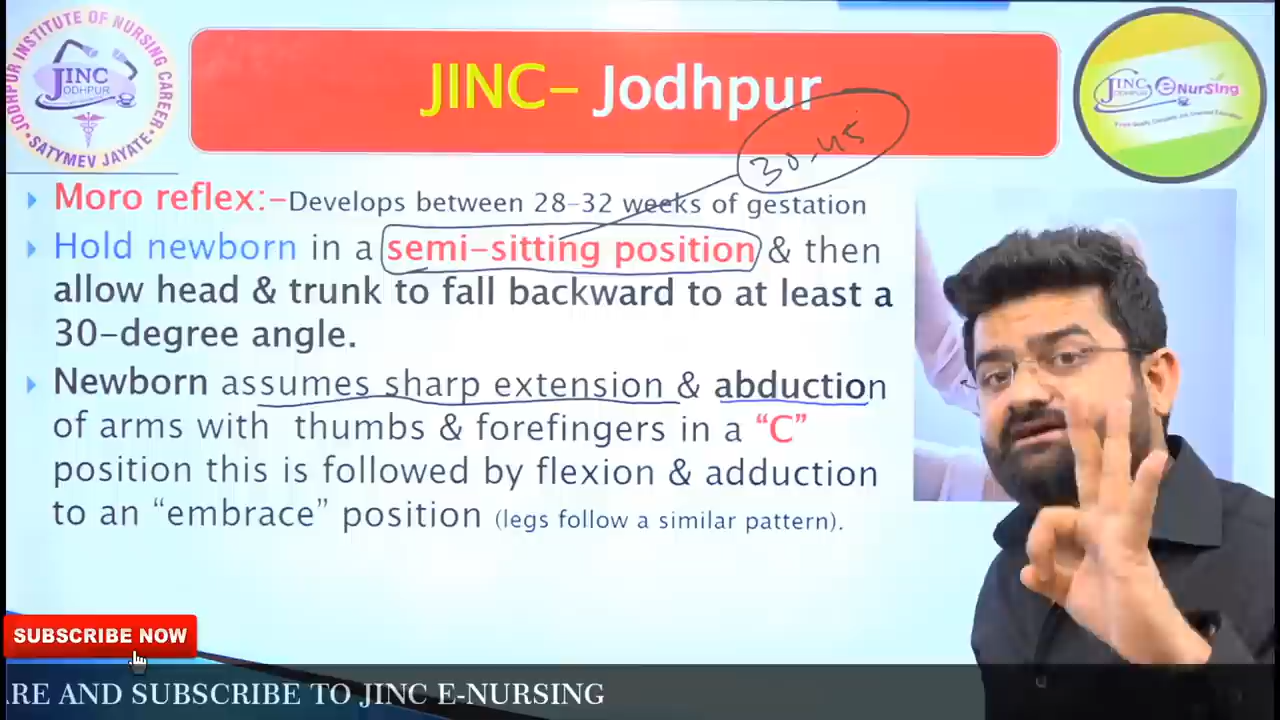 JODHPUR INSTITUTE OF NURSING CAREER
JINC
JODHPUR
SATYMEV JAYATE
JINC- Jodhpur
JINC
JODHPUR
eNursing
30-45
Moro reflex:-Develops between 28-32 weeks of gestation
Hold newborn in a semi-sitting position & then
allow head & trunk to fall backward to at least a
30-degree angle.
Newborn assumes sharp extension & abduction
of arms with thumbs & forefingers in a “C”
position this is followed by flexion & adduction
to an “embrace” position (legs follow a similar pattern).
SUBSCRIBE NOW
RE AND SUBSCRIBE TO JINC E-NURSING